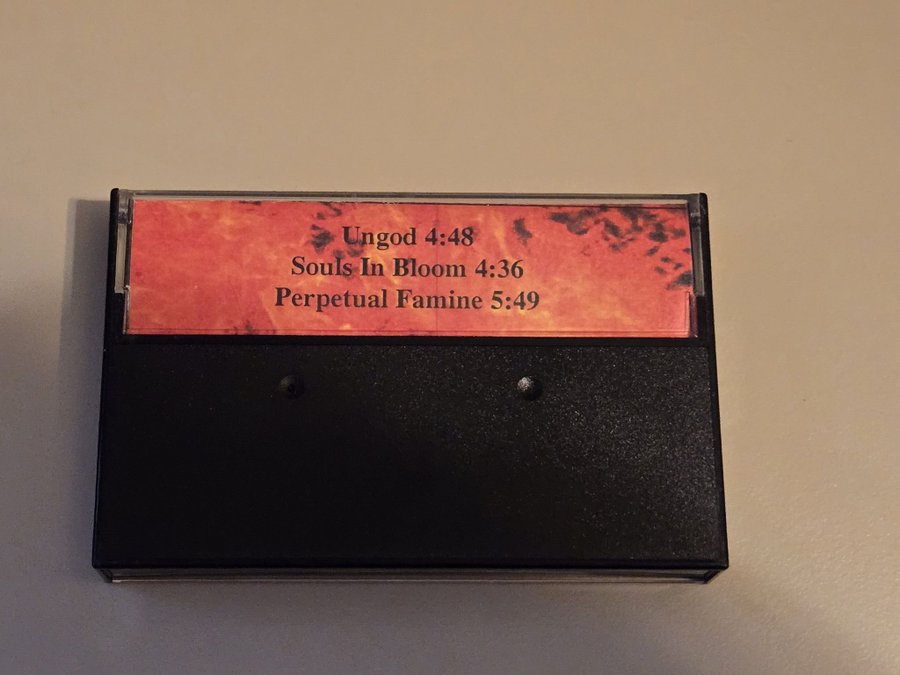 Ungod 4:48
Souls In Bloom 4:36
Perpetual Famine 5:49